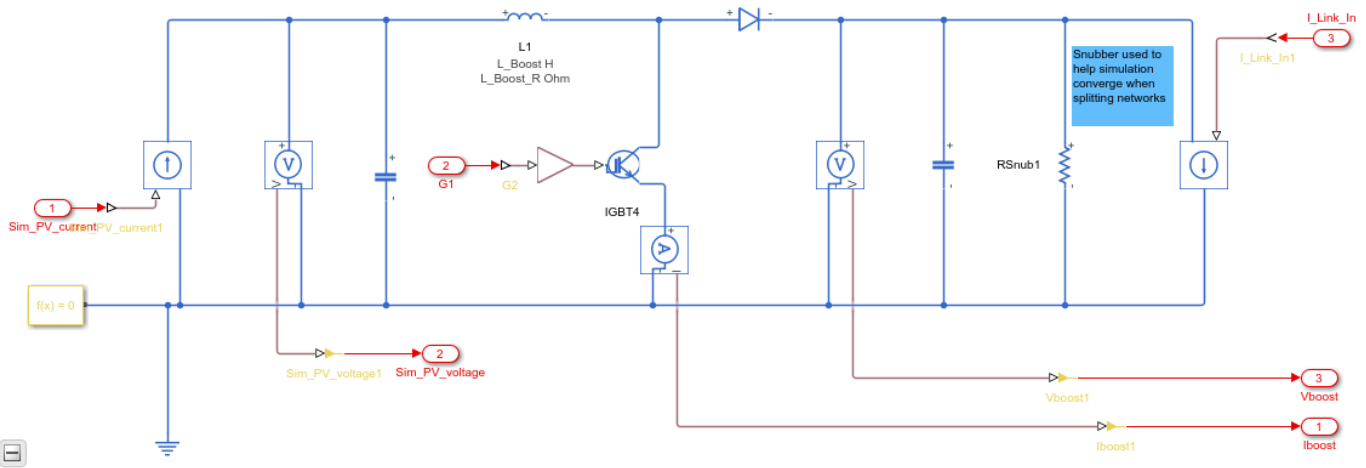 I_Link_In
3
I_Link_In1
+
-
+
-
L1
L_Boost H
L_Boost_R Ohm
Snubber used to
help simulation
converge when
splitting networks
+
V
+
-
2
G1
G2
IGBT4
+
A
I
+
V
V
+
-
RSnub1
+
-
1
Sim_PV_current
Sim_PV_current1
V
f(x) = 0
Sim_PV_voltage1
2
Sim_PV_voltage
Vboost1
3
Vboost
Iboost1
1
Iboost